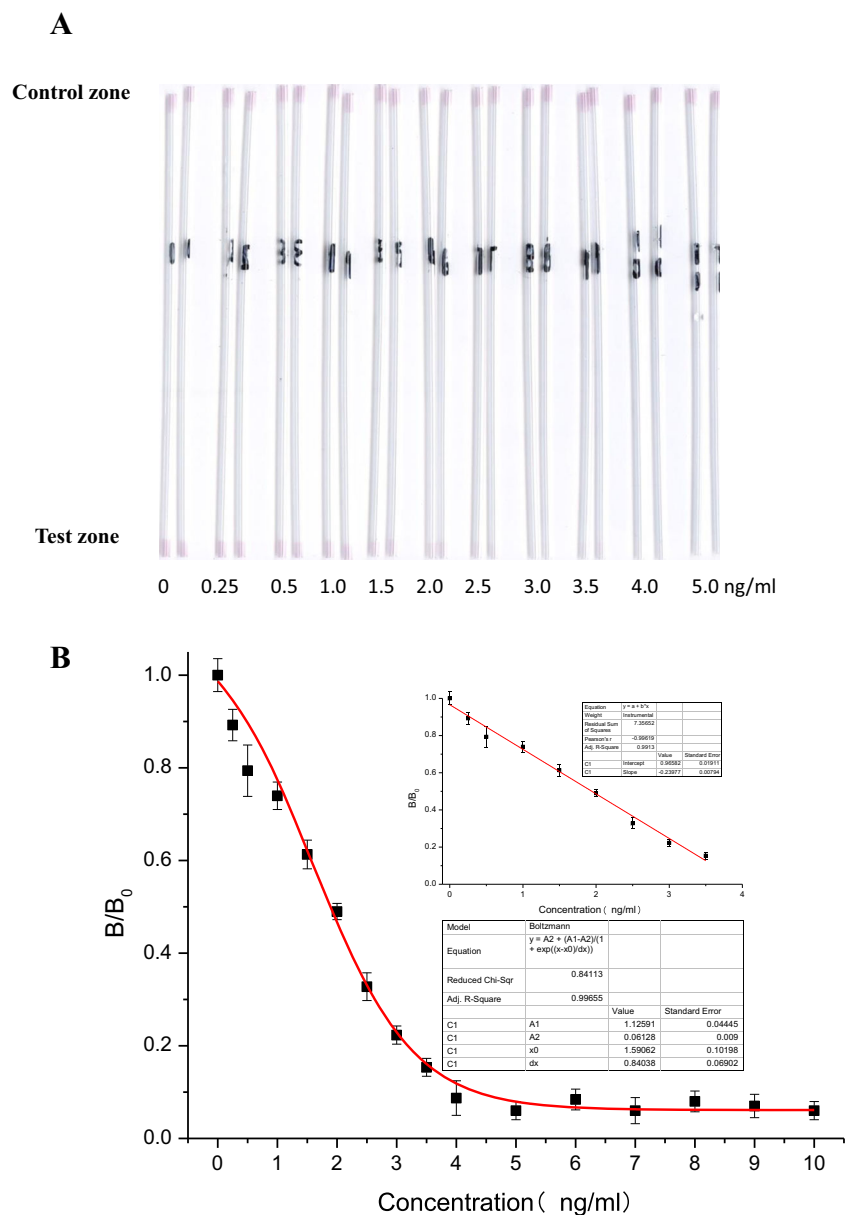 A
Control zone
Test zone
0 0.25 0.5 1.0 1.5 2.0 2.5 3.0 3.5 4.0 5.0 ng/ml
B
1.0
0.8
0.6
0.4
0.2
0.0
B/B0
0 1 2 3 4 5 6 7 8 9 10
Concentration( ng/ml)
1.0
0.8
0.6
0.4
0.2
0.0
B/B0
0 1 2 3 4
Concentration( ng/ml)
Equation y = a + b*x
Weight Instrumental
Residual Sum of Squares 7.35652
Pearson's r -0.99619
Adj. R-Square 0.9913
Value Standard Error
C1 Intercept 0.96582 0.01911
C1 Slope -0.23977 0.00794
Model Boltzmann
Equation y = A2 + (A1-A2)/(1
+ exp((x-x0)/dx))
Reduced Chi-Sqr 0.84113
Adj. R-Square 0.99655
Value Standard Error
C1 A1 1.12591 0.04445
C1 A2 0.06128 0.009
C1 x0 1.59062 0.10198
C1 dx 0.84038 0.06902